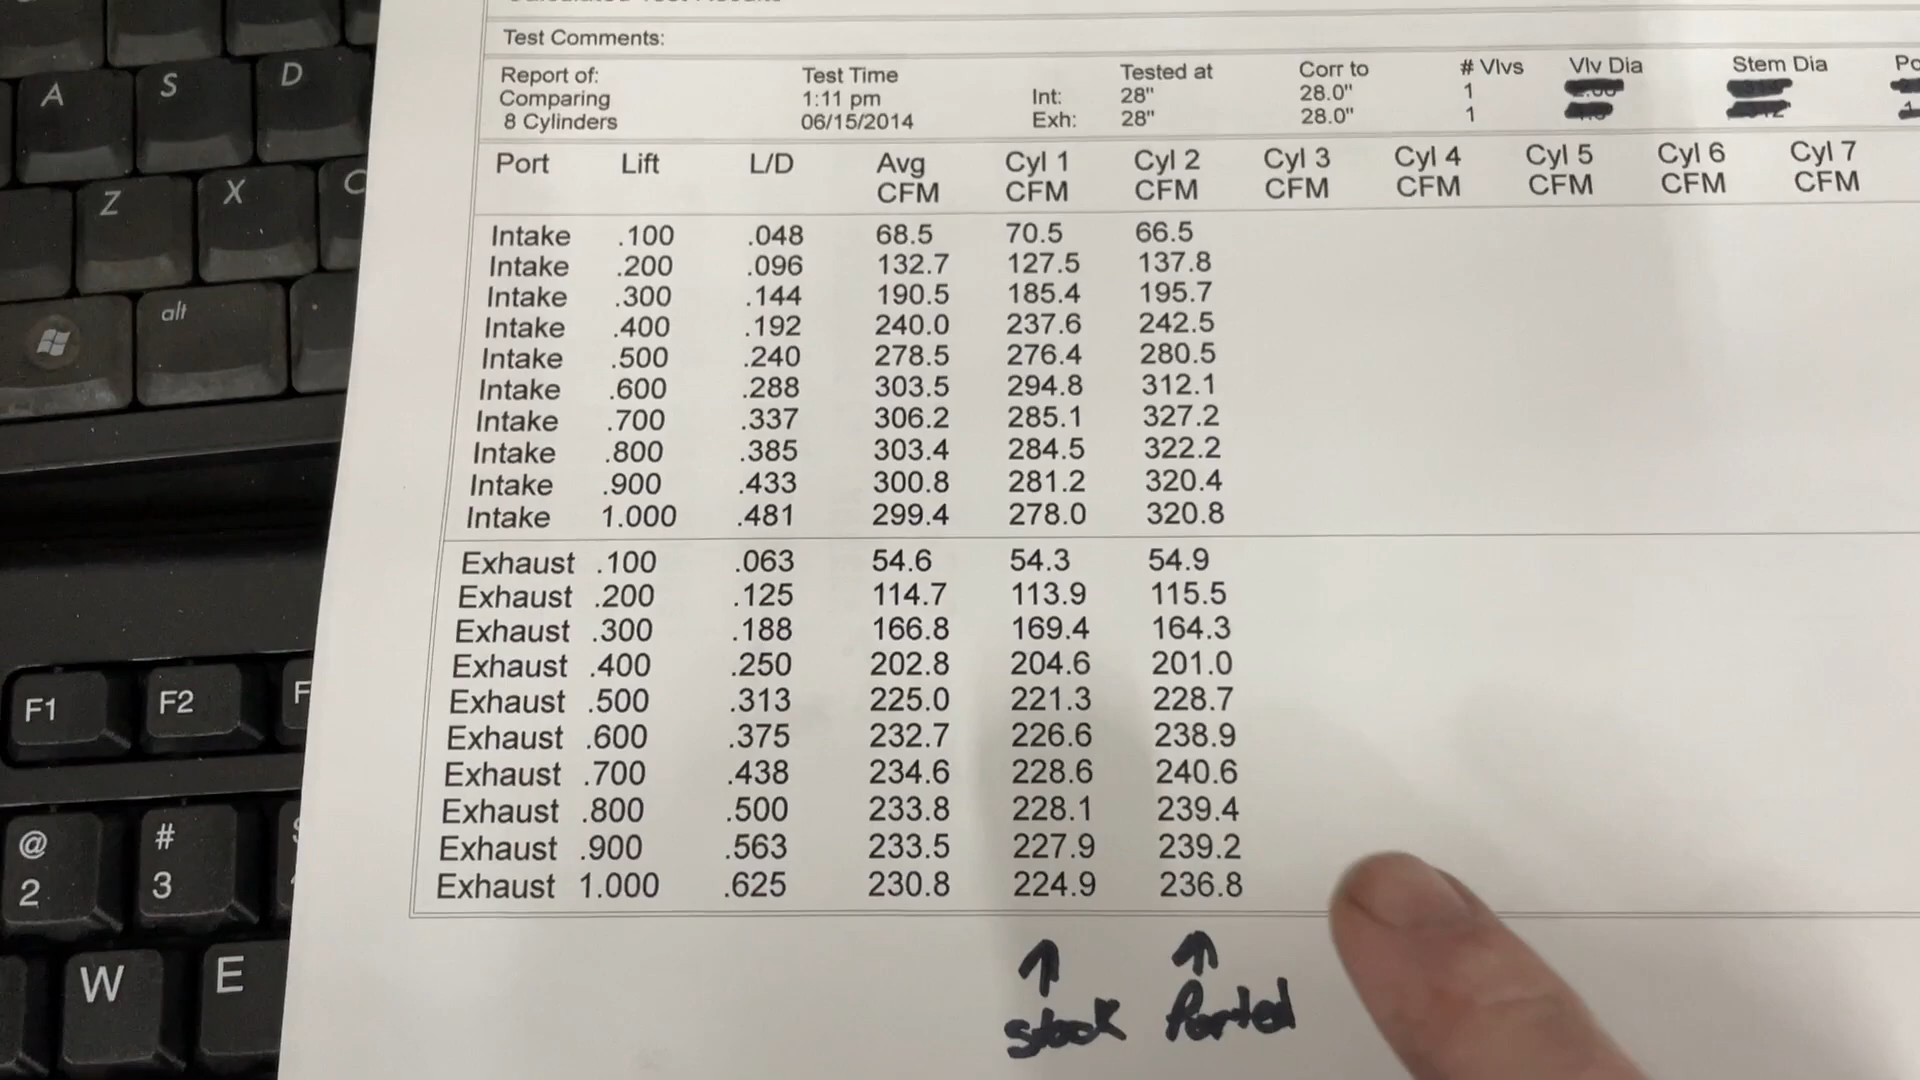 Test Comments:
Report of: Test Time Tested at Corr to # Vlvs Vlv Dia Stem Dia
Comparing 1:11 pm Int: 28" 28.0" 1
8 Cylinders 06/15/2014 Exh: 28" 28.0" 1
Port Lift L/D Avg Cyl 1 Cyl 2 Cyl 3 Cyl 4 Cyl 5 Cyl 6 Cyl 7
CFM CFM CFM CFM CFM CFM CFM CFM
Intake .100 .048 68.5 70.5 66.5
Intake .200 .096 132.7 127.5 137.8
Intake .300 .144 190.5 185.4 195.7
Intake .400 .192 240.0 237.6 242.5
Intake .500 .240 278.5 276.4 280.5
Intake .600 .288 303.5 294.8 312.1
Intake .700 .337 306.2 285.1 327.2
Intake .800 .385 303.4 284.5 322.2
Intake .900 .433 300.8 281.2 320.4
Intake 1.000 .481 299.4 278.0 320.8
Exhaust .100 .063 54.6 54.3 54.9
Exhaust .200 .125 114.7 113.9 115.5
Exhaust .300 .188 166.8 169.4 164.3
Exhaust .400 .250 202.8 204.6 201.0
Exhaust .500 .313 225.0 221.3 228.7
Exhaust .600 .375 232.7 226.6 238.9
Exhaust .700 .438 234.6 228.6 240.6
Exhaust .800 .500 233.8 228.1 239.4
Exhaust .900 .563 233.5 227.9 239.2
Exhaust 1.000 .625 230.8 224.9 236.8
stock Ported
A S D
Z X C
alt
F1 F2 F
@ #
2 3
W E